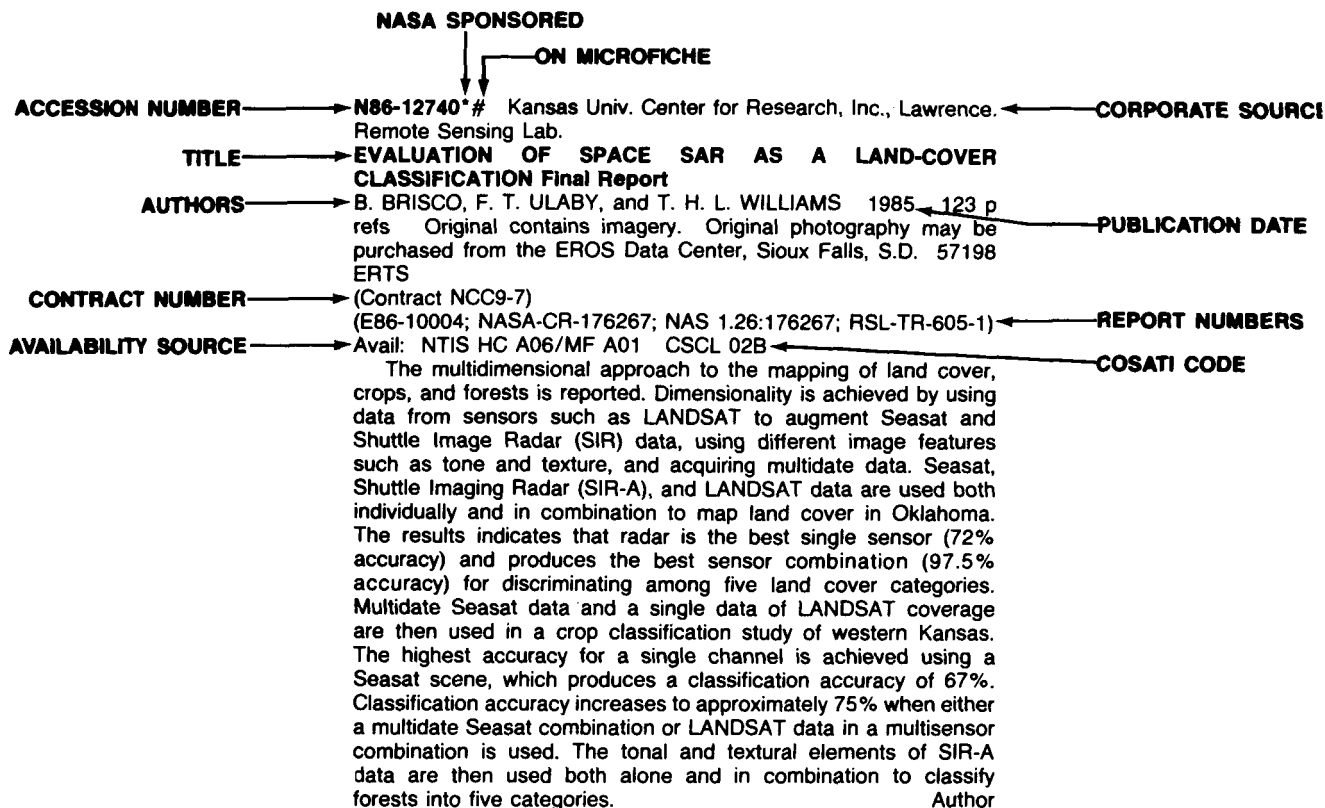 NASA SPONSORED
ON MICROFICHE
ACCESSION NUMBER N86-12740*# Kansas Univ. Center for Research, Inc., Lawrence. CORPORATE SOURCE
Remote Sensing Lab.
TITLE EVALUATION OF SPACE SAR AS A LAND-COVER
CLASSIFICATION Final Report
AUTHORS B. BRISCO, F. T. ULABY, and T. H. L. WILLIAMS 1985 123 p
refs Original contains imagery. Original photography may be
PUBLICATION DATE
purchased from the EROS Data Center, Sioux Falls, S.D. 57198
ERTS
CONTRACT NUMBER (Contract NCC9-7)
(E86-10004; NASA-CR-176267; NAS 1.26:176267; RSL-TR-605-1) REPORT NUMBERS
AVAILABILITY SOURCE Avail: NTIS HC A06/MF A01 CSCL 02B
COSATI CODE
The multidimensional approach to the mapping of land cover,
crops, and forests is reported. Dimensionality is achieved by using
data from sensors such as LANDSAT to augment Seasat and
Shuttle Image Radar (SIR) data, using different image features
such as tone and texture, and acquiring multidate data. Seasat,
Shuttle Imaging Radar (SIR-A), and LANDSAT data are used both
individually and in combination to map land cover in Oklahoma.
The results indicates that radar is the best single sensor (72%
accuracy) and produces the best sensor combination (97.5%
accuracy) for discriminating among five land cover categories.
Multidate Seasat data and a single data of LANDSAT coverage
are then used in a crop classification study of western Kansas.
The highest accuracy for a single channel is achieved using a
Seasat scene, which produces a classification accuracy of 67%.
Classification accuracy increases to approximately 75% when either
a multidate Seasat combination or LANDSAT data in a multisensor
combination is used. The tonal and textural elements of SIR-A
data are then used both alone and in combination to classify
forests into five categories. Author